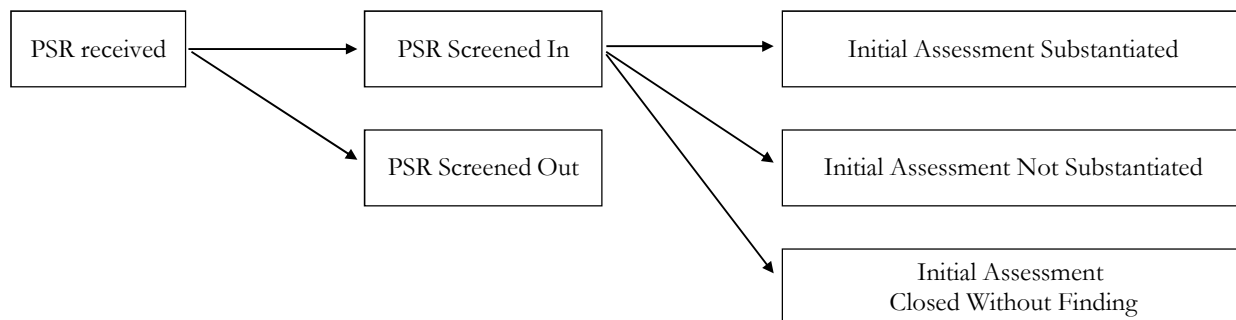 PSR received
PSR Screened In
Initial Assessment Substantiated
PSR Screened Out
Initial Assessment Not Substantiated
Initial Assessment
Closed Without Finding